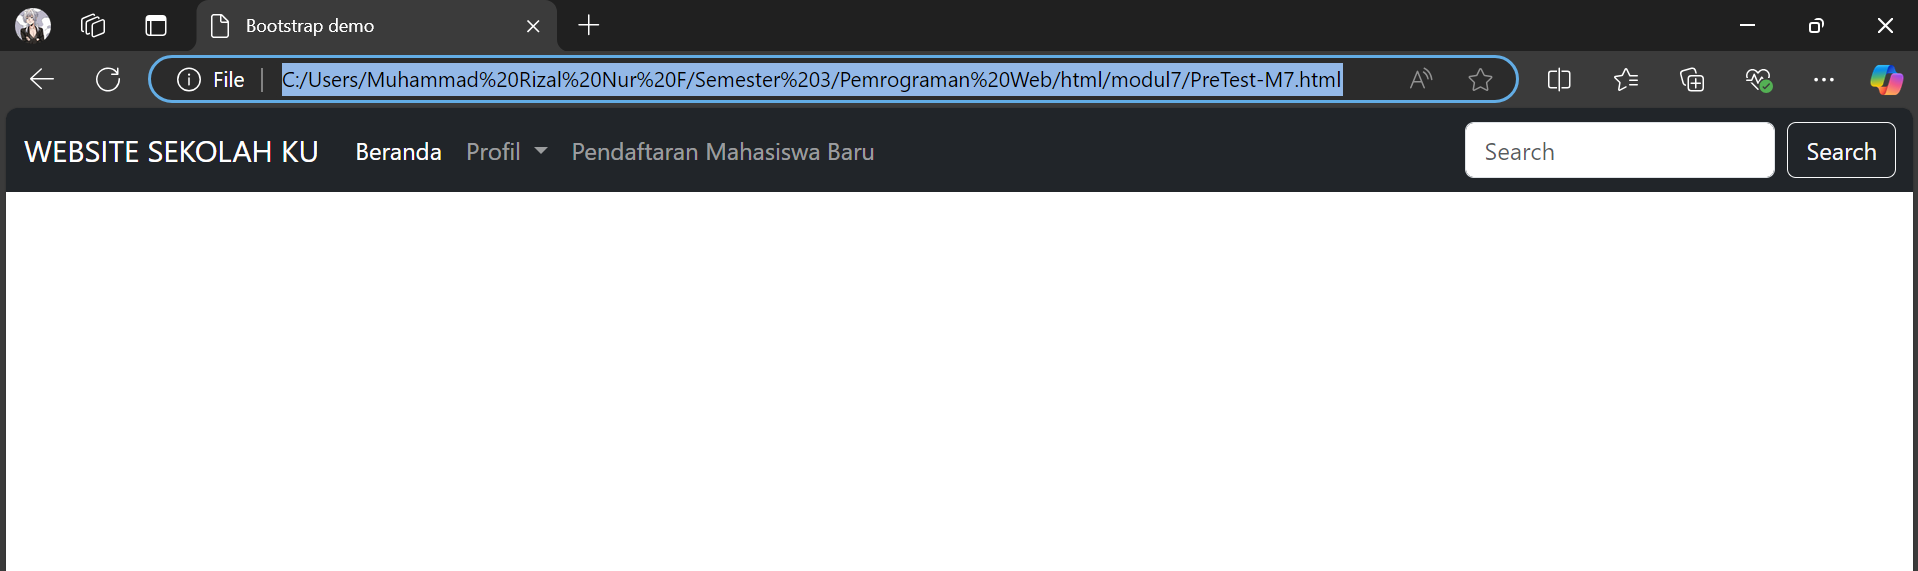 Bootstrap demo
File C:/Users/Muhammad%20Rizal%20Nur%20F/Semester%203/Pemrograman%20Web/html/modul7/PreTest-M7.html
WEBSITE SEKOLAH KU Beranda Profil Pendaftaran Mahasiswa Baru Search Search